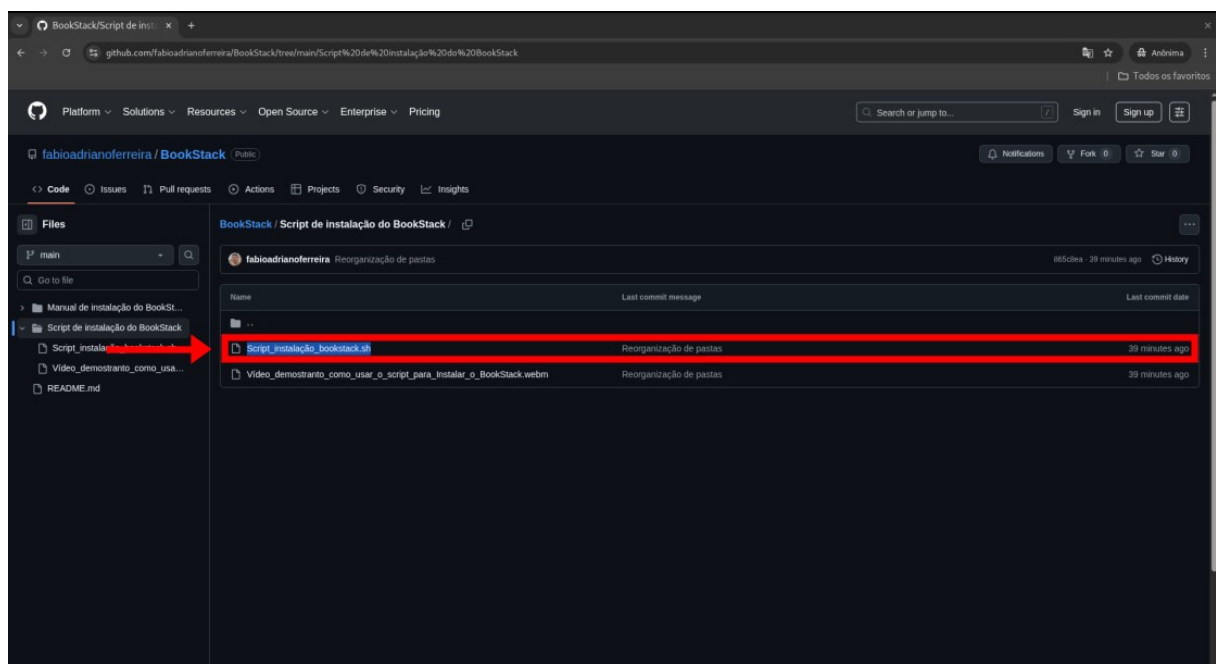 BookStack/Script de inst
github.com/fabioadrianoferreira/BookStack/tree/main/Script%20de%20instalação%20do%20BookStack
Anônima
Todos os favoritos
Platform Solutions Resources Open Source Enterprise Pricing
Search or jump to... /
Sign in Sign up
fabioadrianoferreira / BookStack Public
Notifications Fork 0 Star 0
Code Issues Pull requests Actions Projects Security Insights
Files
main
Go to file
Manual de instalação do BookSt...
Script de instalação do BookStack
Vídeo_demostranto_como_usa...
README.md
BookStack / Script de instalação do BookStack /
fabioadrianoferreira Reorganização de pastas
39 minutes ago History
Name Last commit message Last commit date
..
Script_instalação_bookstack.sh Reorganização de pastas 39 minutes ago
Vídeo_demostranto_como_usar_o_script_para_Instalar_o_BookStack.webm Reorganização de pastas 39 minutes ago